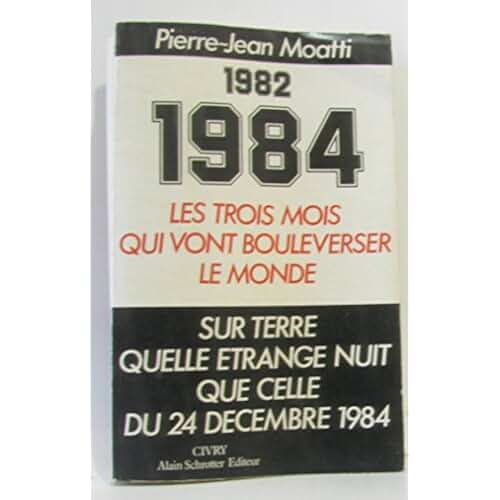 Pierre-Jean Moatti
1982
1984
LES TROIS MOIS
QUI VONT BOULEVERSER
LE MONDE
SUR TERRE
QUELLE ETRANGE NUIT
QUE CELLE
DU 24 DECEMBRE 1984
CIVRY
Alain Schrotter Editeur